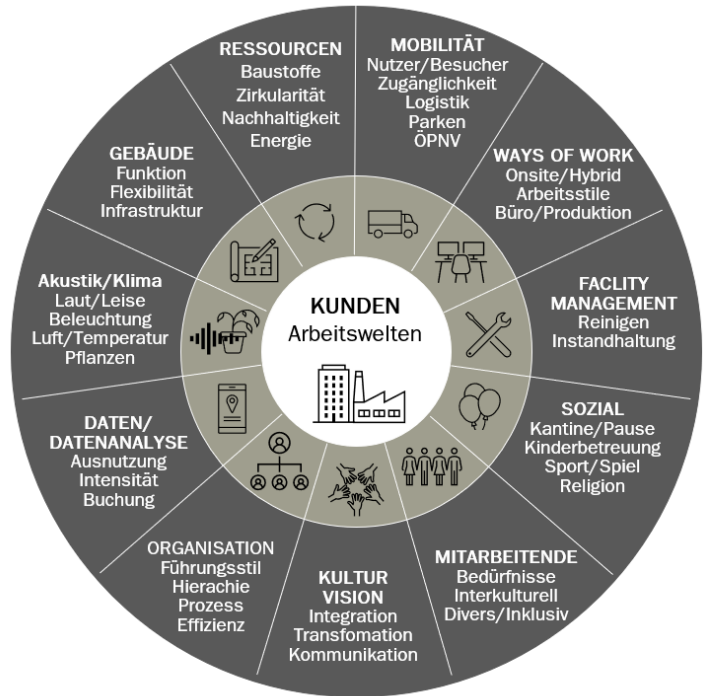 KUNDEN
Arbeitswelten
RESSOURCEN
Baustoffe
Zirkularität
Nachhaltigkeit
Energie
MOBILITÄT
Nutzer/Besucher
Zugänglichkeit
Logistik
Parken
ÖPNV
WAYS OF WORK
Onsite/Hybrid
Arbeitsstile
Büro/Produktion
FACLITY
MANAGEMENT
Reinigen
Instandhaltung
SOZIAL
Kantine/Pause
Kinderbetreuung
Sport/Spiel
Religion
MITARBEITENDE
Bedürfnisse
Interkulturell
Divers/Inklusiv
KULTUR
VISION
Integration
Transfomation
Kommunikation
ORGANISATION
Führungsstil
Hierachie
Prozess
Effizienz
DATEN/
DATENANALYSE
Ausnutzung
Intensität
Buchung
Akustik/Klima
Laut/Leise
Beleuchtung
Luft/Temperatur
Pflanzen
GEBÄUDE
Funktion
Flexibilität
Infrastruktur